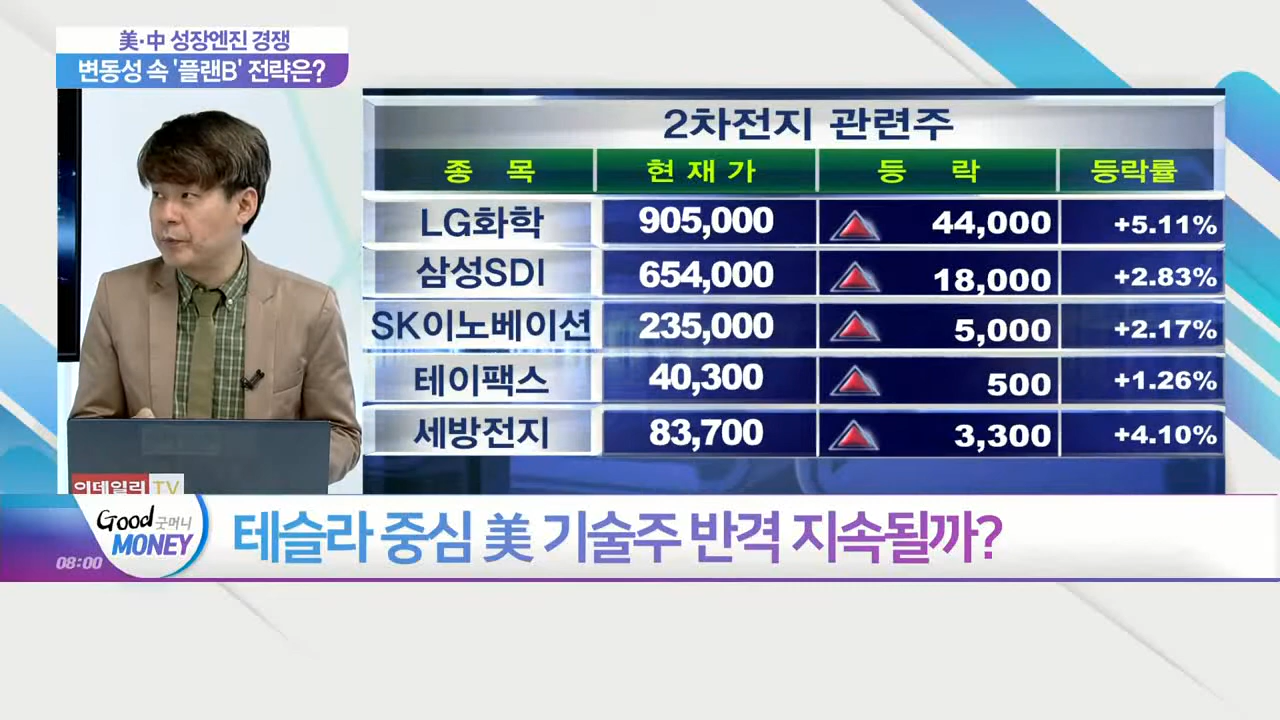 美·中 성장엔진 경쟁
변동성 속 '플랜B' 전략은?
2차전지 관련주
종 목 현 재 가 등 락 등락률
LG화학 905,000 44,000 +5.11%
삼성SDI 654,000 18,000 +2.83%
SK이노베이션 235,000 5,000 +2.17%
테이팩스 40,300 500 +1.26%
세방전지 83,700 3,300 +4.10%
이데일리 TV
Good 굿머니
MONEY
08:00
테슬라 중심 美 기술주 반격 지속될까?